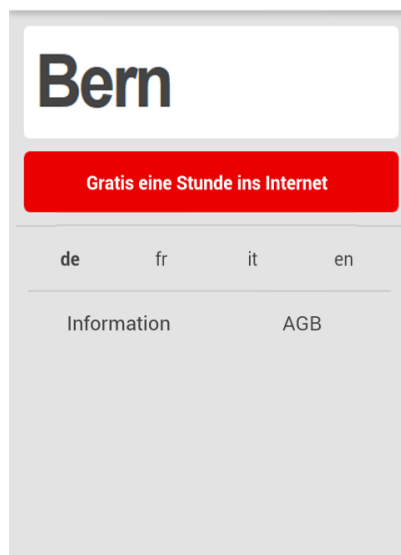 Bern
Gratis eine Stunde ins Internet
de fr it en
Information AGB